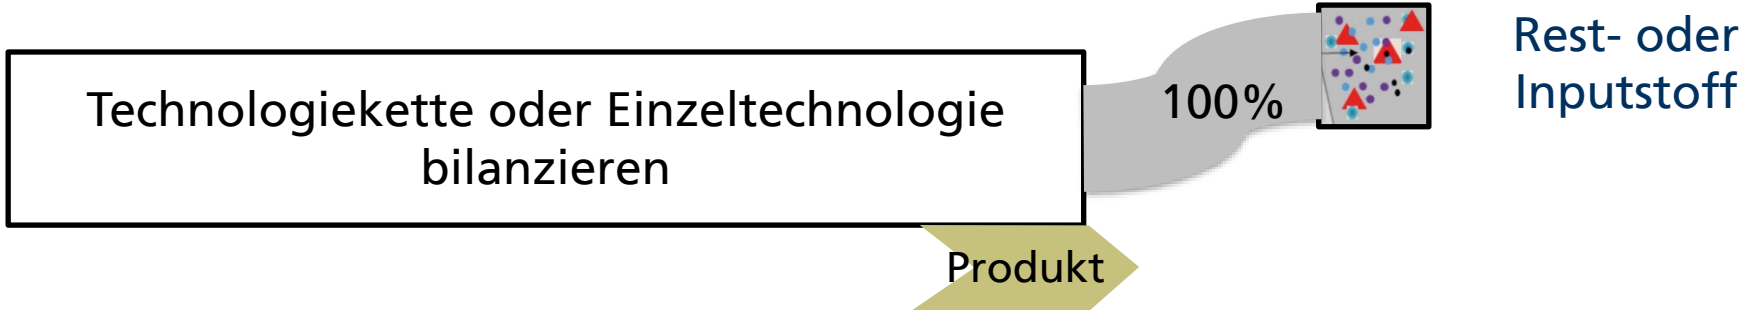 Technologiekette oder Einzeltechnologie
bilanzieren
100%
Rest- oder
Inputstoff
Produkt